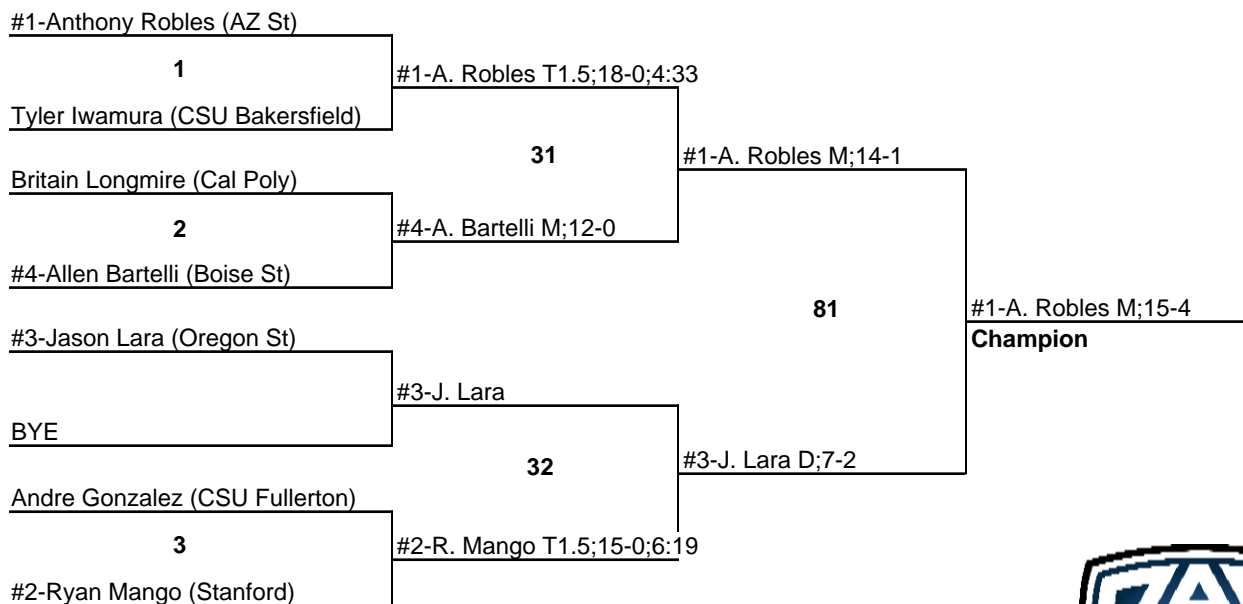 #1-Anthony Robles (AZ St)
1
#1-A. Robles T1.5;18-0;4:33
Tyler Iwamura (CSU Bakersfield)
31
#1-A. Robles M;14-1
Britain Longmire (Cal Poly)
2
#4-A. Bartelli M;12-0
#4-Allen Bartelli (Boise St)
81
#1-A. Robles M;15-4
Champion
#3-Jason Lara (Oregon St)
#3-J. Lara
BYE
32
#3-J. Lara D;7-2
Andre Gonzalez (CSU Fullerton)
3
#2-R. Mango T1.5;15-0;6:19
#2-Ryan Mango (Stanford)